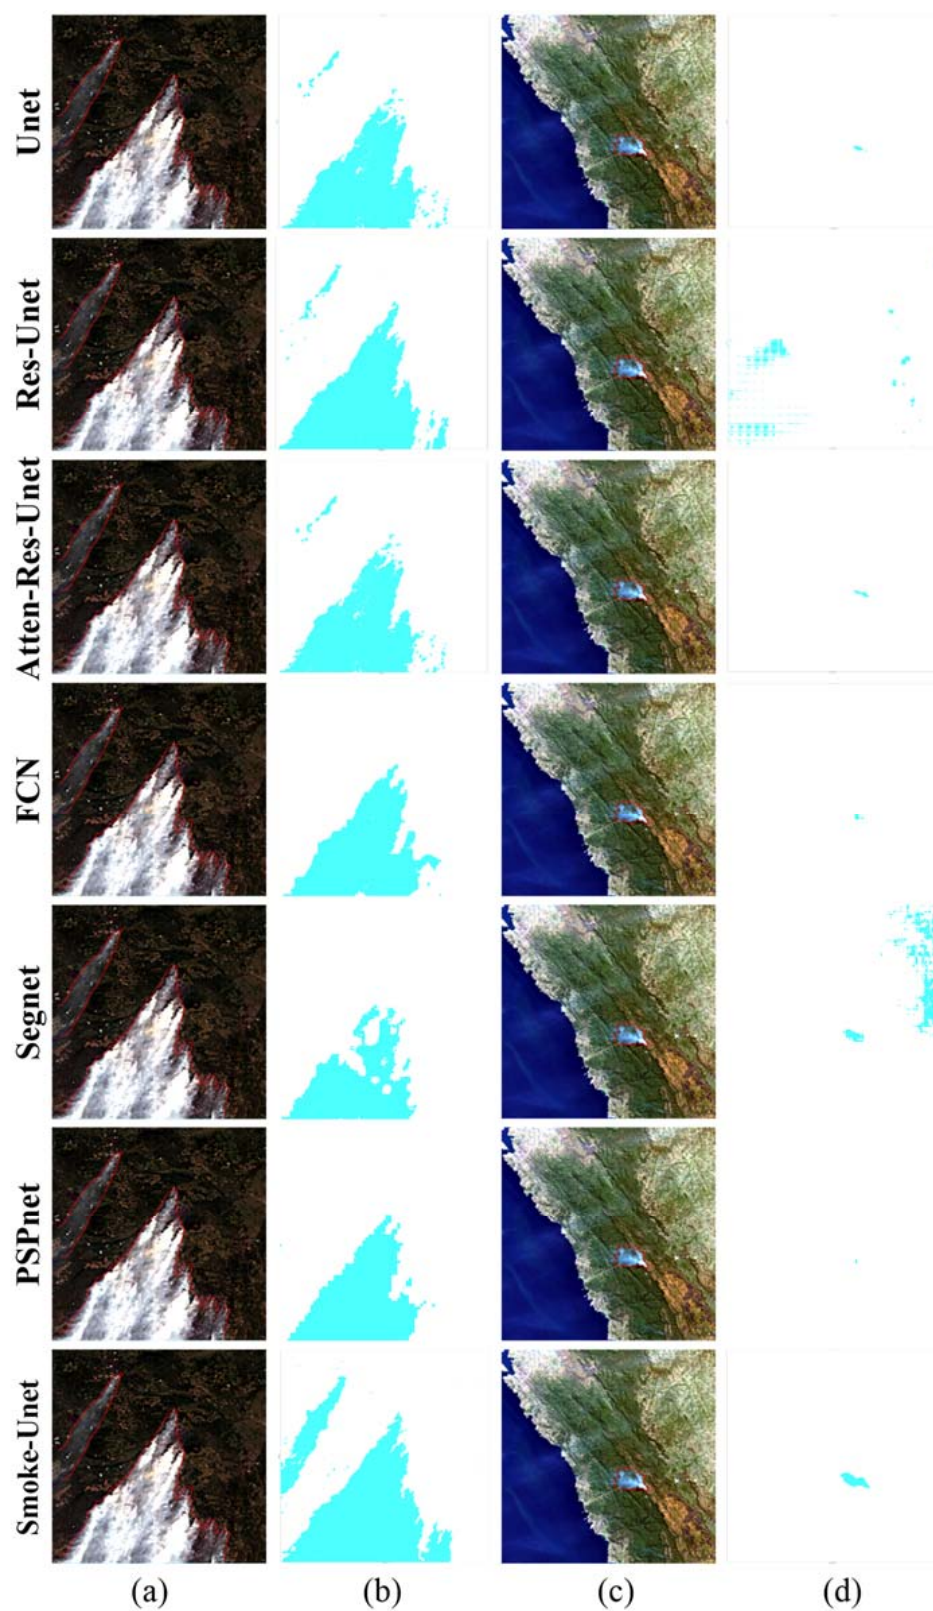 Unet
Res-Unet
Atten-Res-Unet
FCN
Segnet
PSPnet
Smoke-Unet
(a) (b) (c) (d)